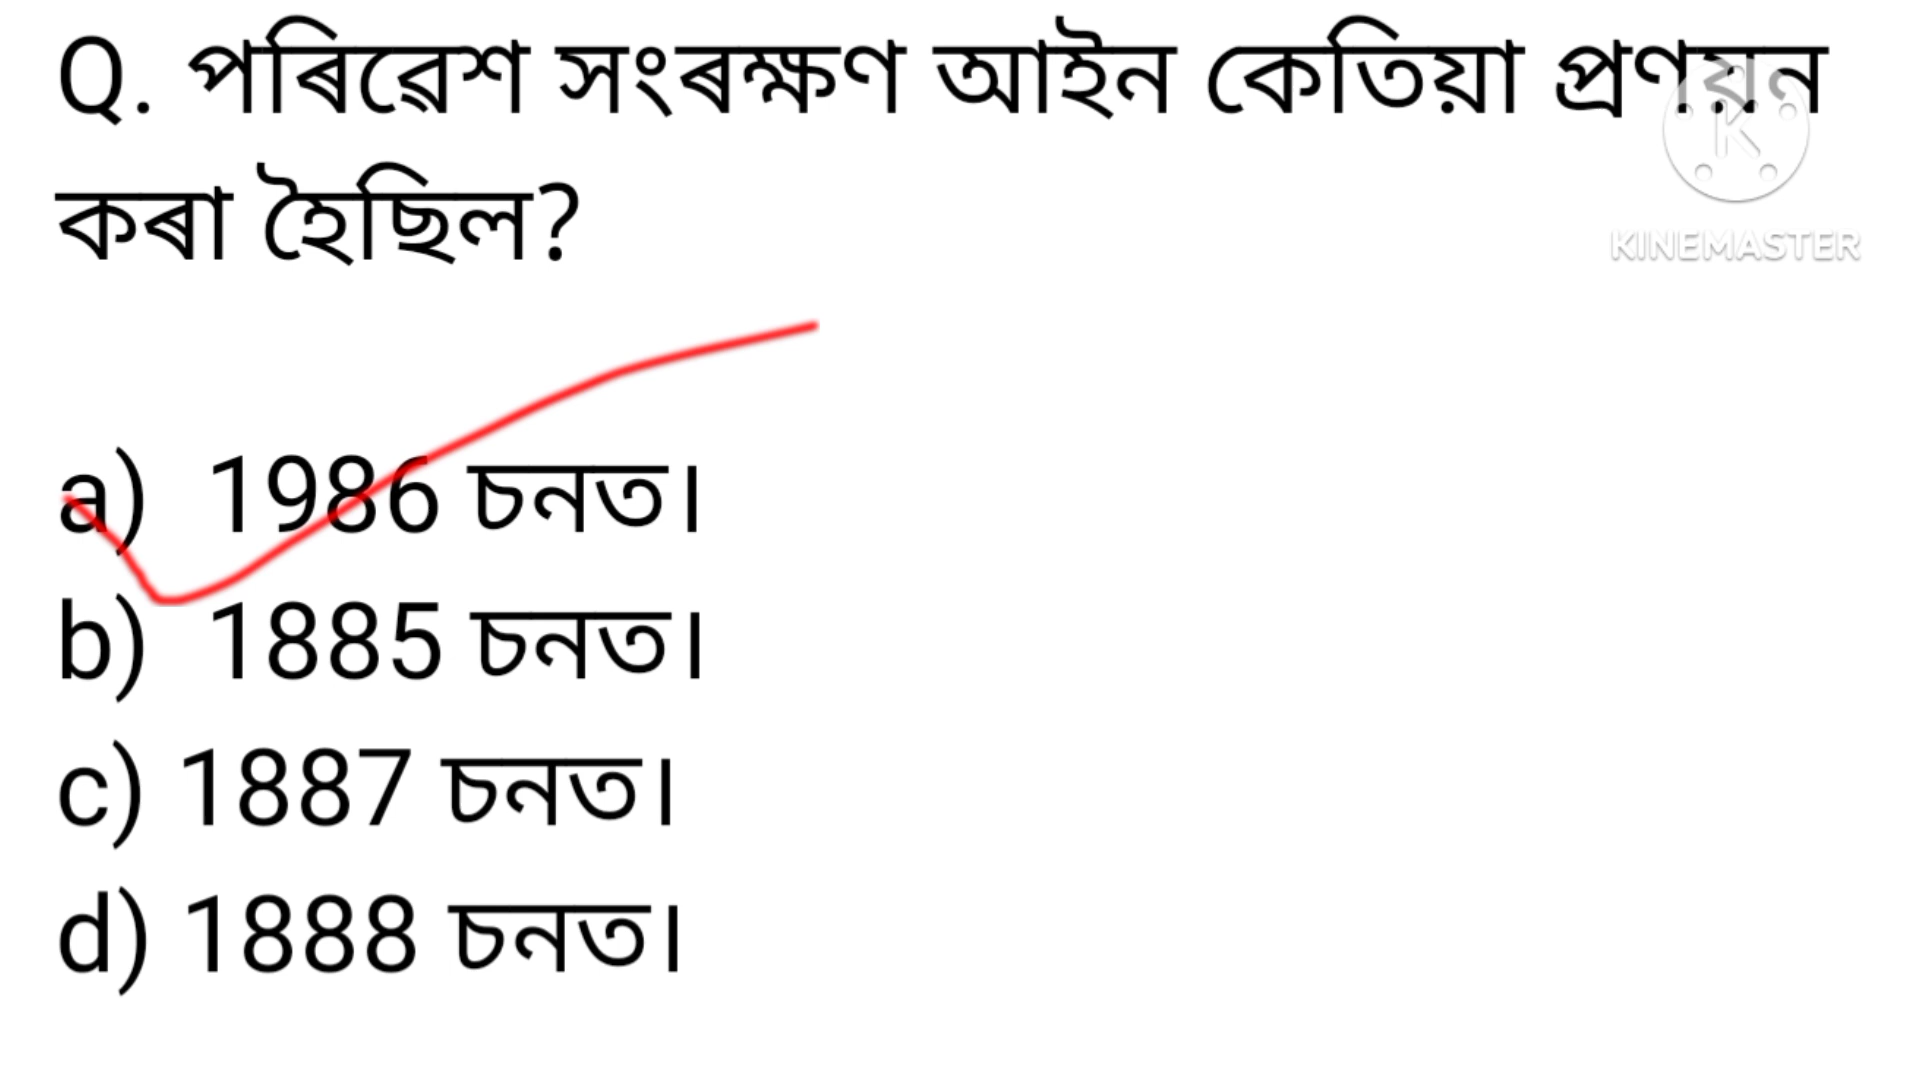 Q. পৰিৱেশ সংৰক্ষণ আইন কেতিয়া প্ৰণয়ন
কৰা হৈছিল?
KINEMASTER
a) 1986 চনত।
b) 1885 চনত।
c) 1887 চনত।
d) 1888 চনত।